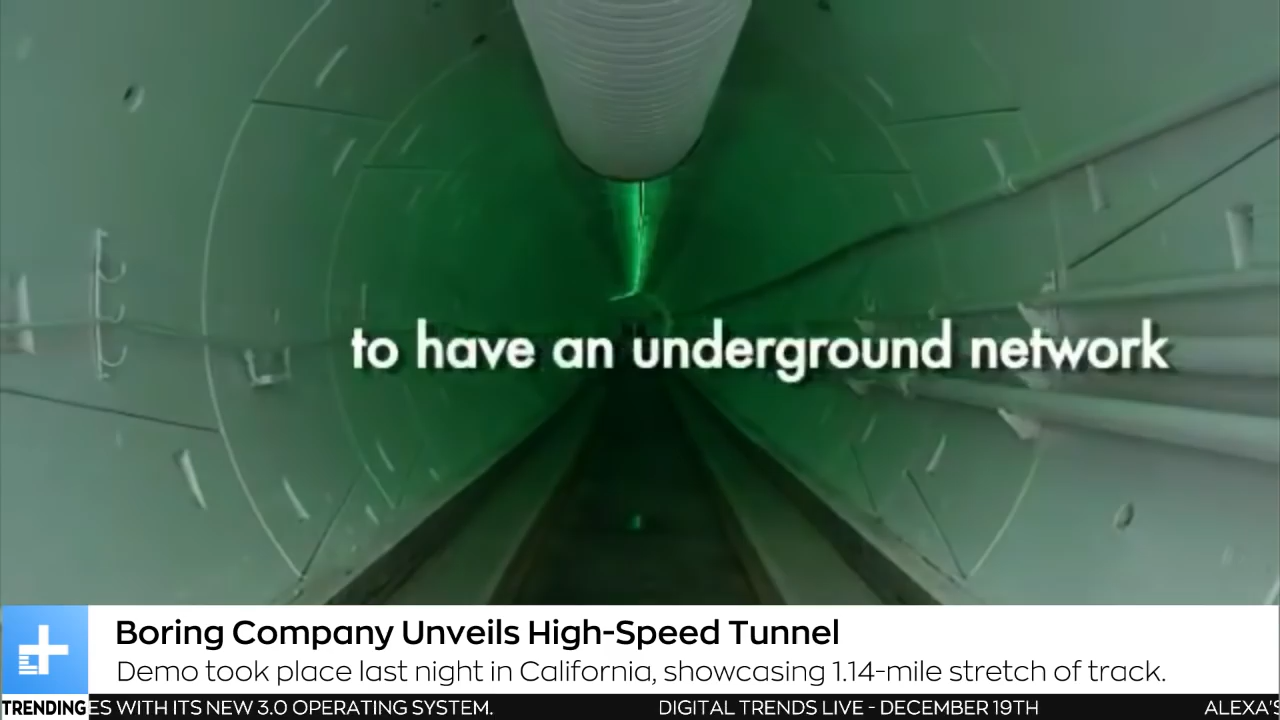 to have an underground network
Boring Company Unveils High-Speed Tunnel
Demo took place last night in California, showcasing 1.14-mile stretch of track.
TRENDING
ES WITH ITS NEW 3.0 OPERATING SYSTEM. DIGITAL TRENDS LIVE - DECEMBER 19TH ALEXA'S